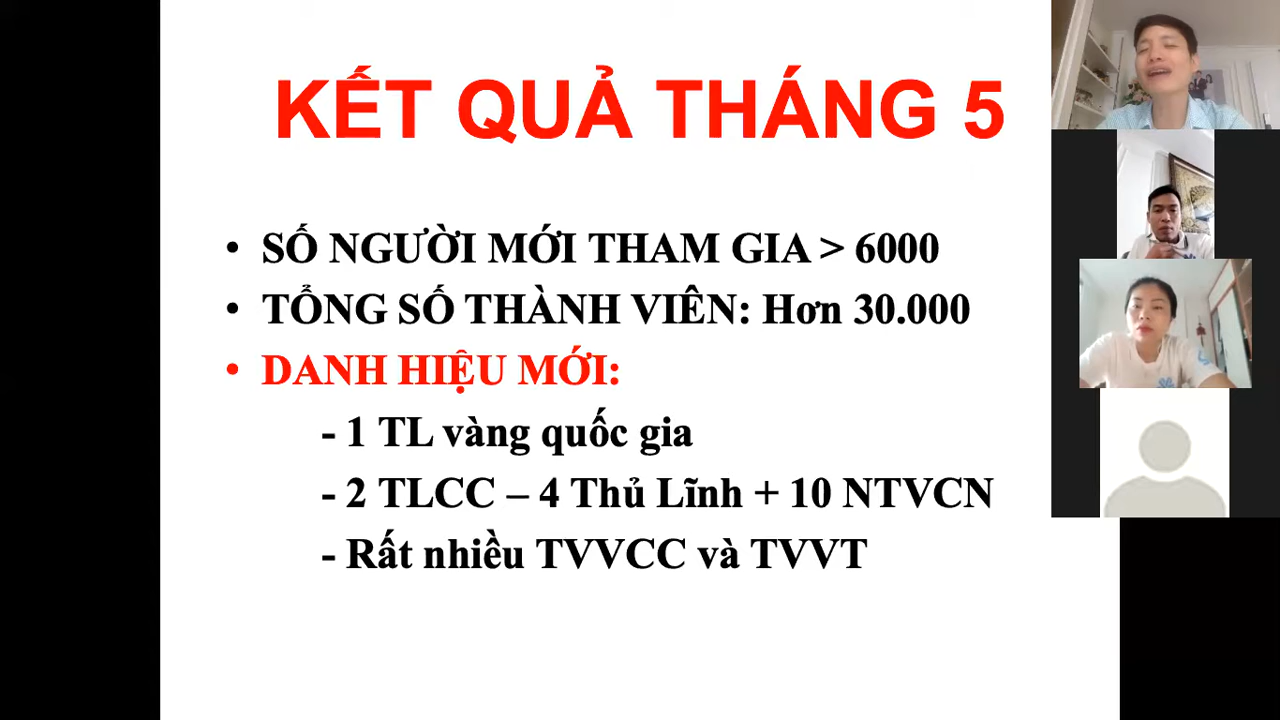 KẾT QUẢ THÁNG 5
• SỐ NGƯỜI MỚI THAM GIA > 6000
• TỔNG SỐ THÀNH VIÊN: Hơn 30.000
• DANH HIỆU MỚI:
- 1 TL vàng quốc gia
- 2 TLCC – 4 Thủ Lĩnh + 10 NTVCN
- Rất nhiều TVVCC và TVVT